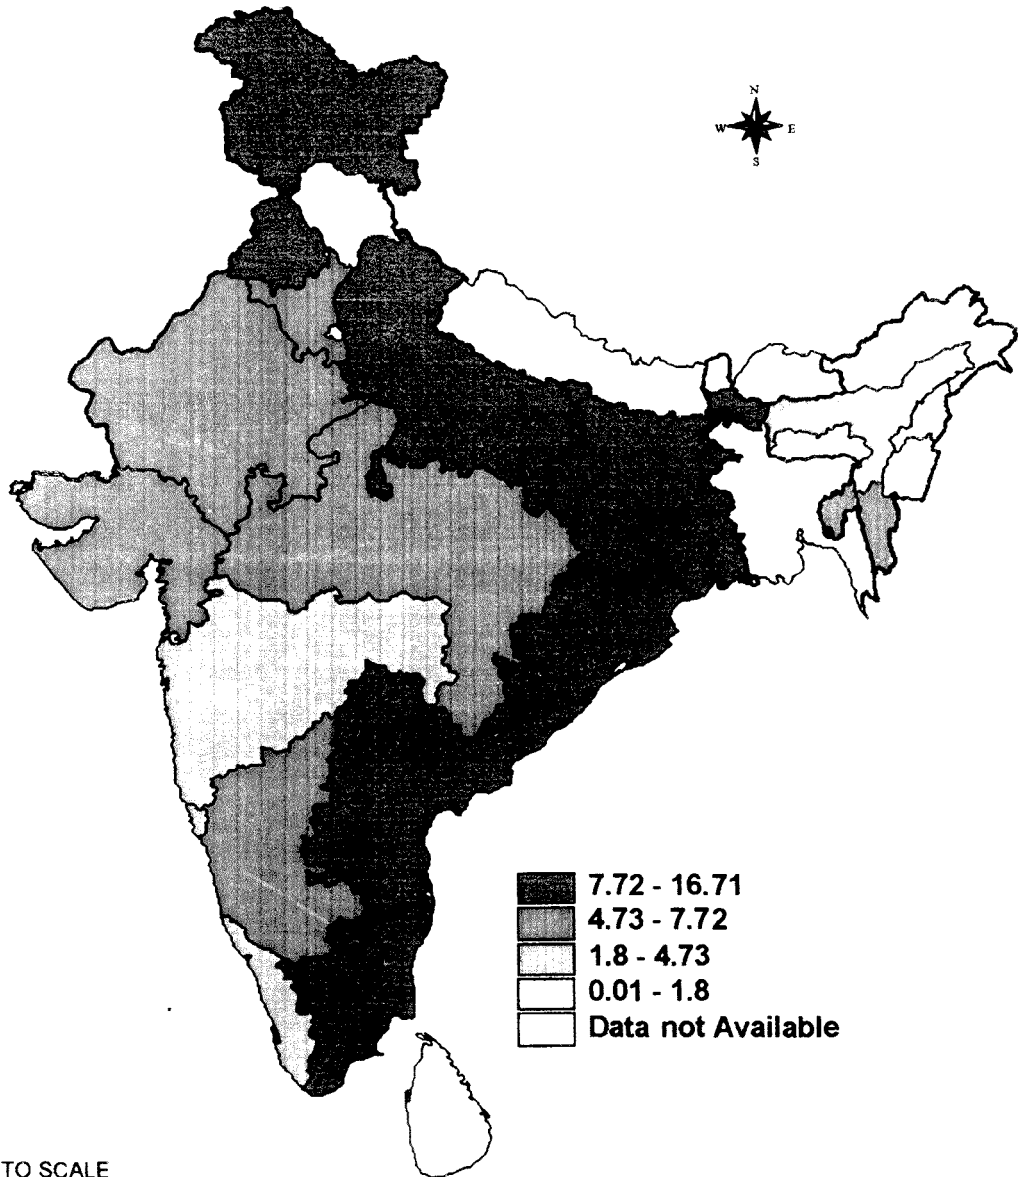 N
W E
S
7.72 - 16.71
4.73 - 7.72
1.8 - 4.73
0.01 - 1.8
Data not Available
TO SCALE